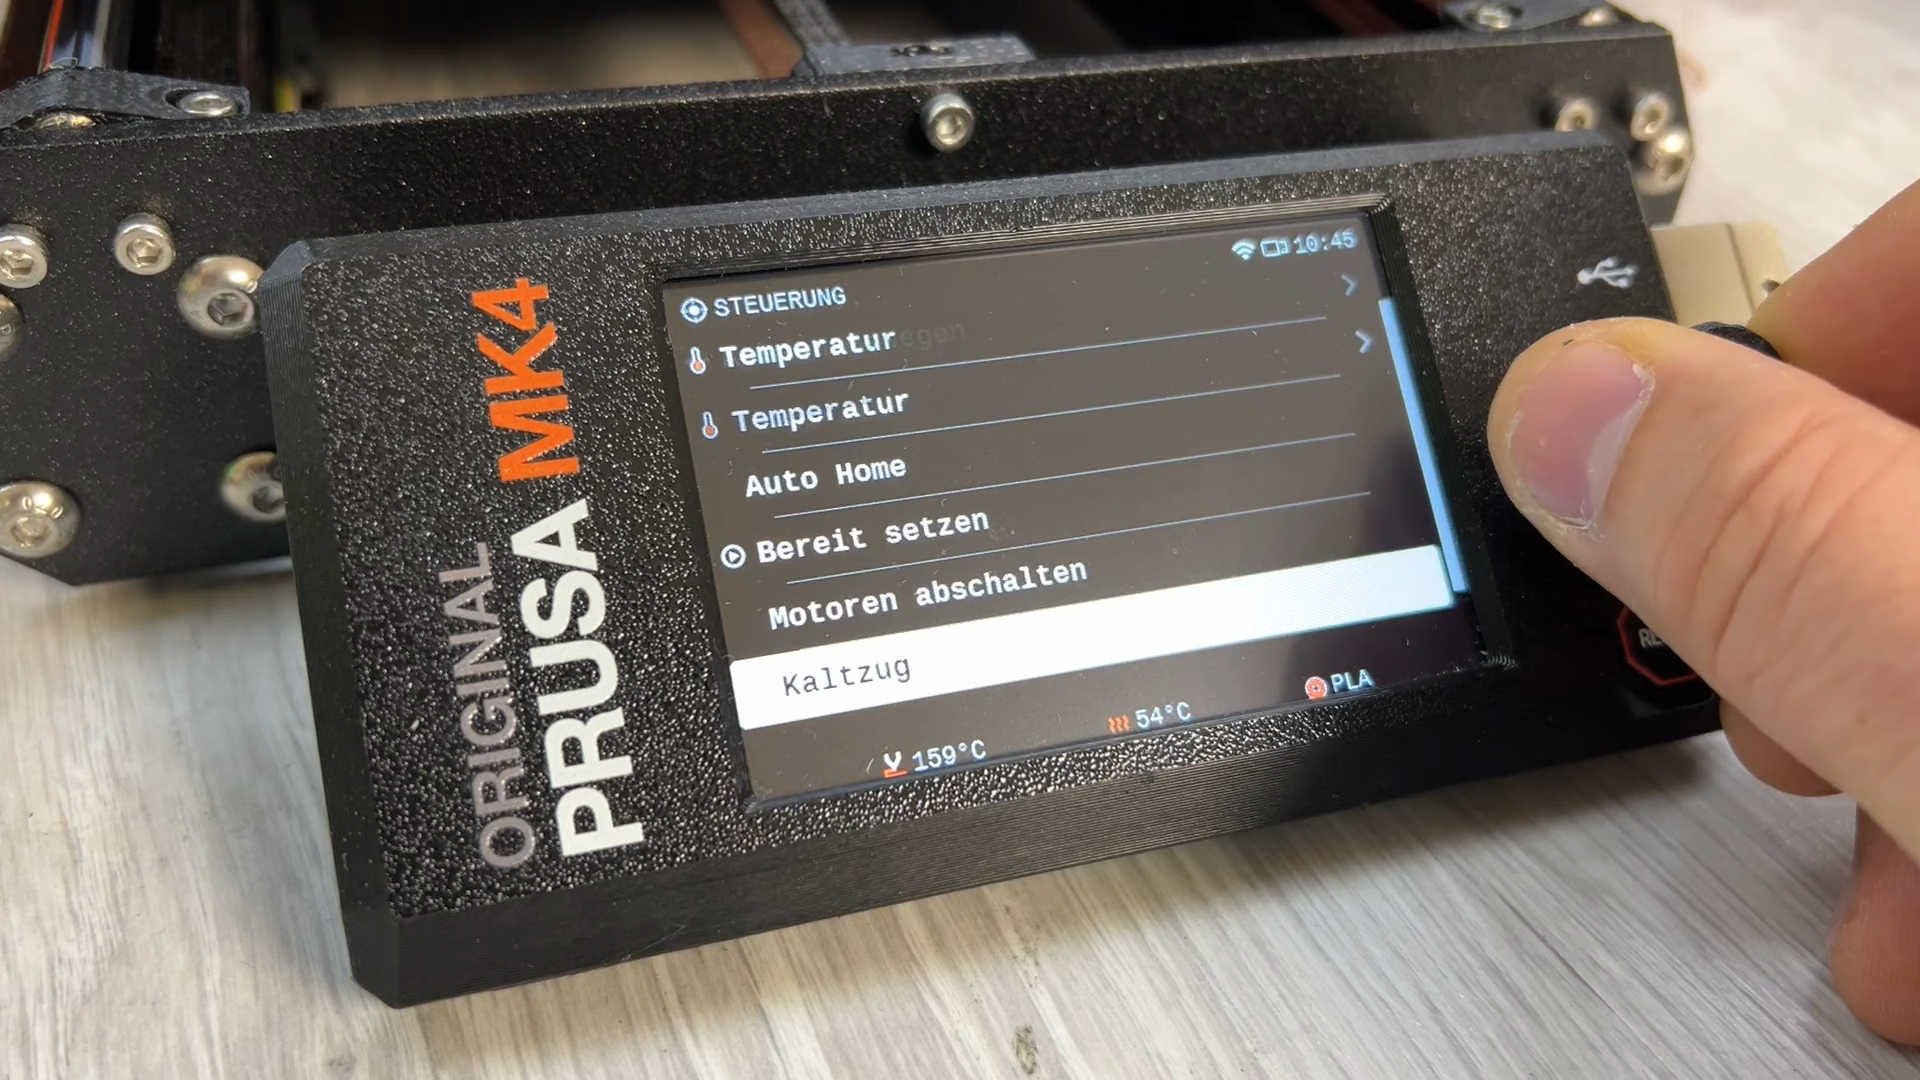 ORIGINAL
PRUSA MK4
10:45
STEUERUNG
Temperatur
Temperatur
Auto Home
Bereit setzen
Motoren abschalten
Kaltzug
159°C
54°C
PLA